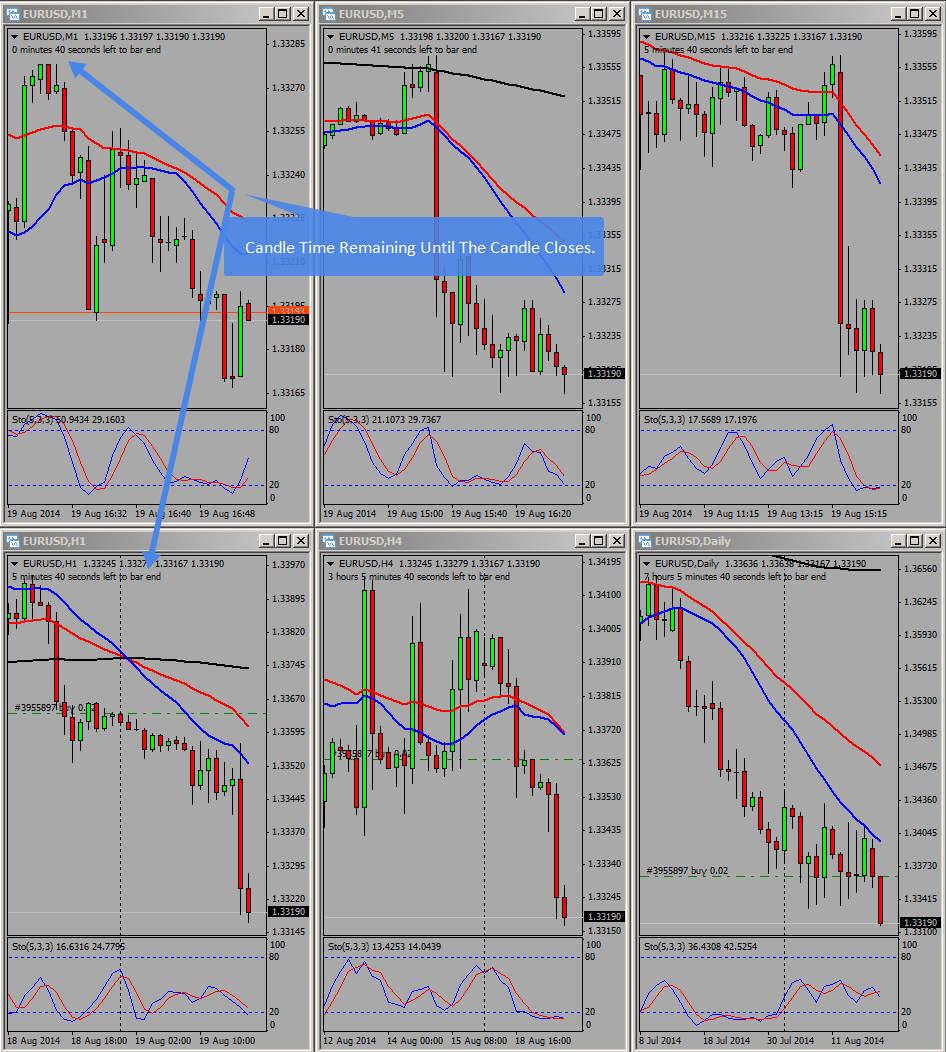 EURUSD,M1
EURUSD,M1 1.33196 1.33197 1.33190 1.33190
0 minutes 40 seconds left to bar end
1.33285
1.33270
1.33255
1.33240
1.33195
1.33193
1.33190
1.33180
1.33165
Sto(5,3,3) 50.9434 29.1603
100
80
20
0
19 Aug 2014 19 Aug 16:32 19 Aug 16:40 19 Aug 16:48
EURUSD,M5
EURUSD,M5 1.33198 1.33200 1.33167 1.33190
0 minutes 41 seconds left to bar end
1.33595
1.33555
1.33515
1.33475
1.33435
1.33395
1.33355
1.33315
1.33275
1.33235
1.33190
1.33155
Sto(5,3,3) 21.1073 29.7367
100
80
20
0
19 Aug 2014 19 Aug 15:00 19 Aug 15:40 19 Aug 16:20
EURUSD,M15
EURUSD,M15 1.33216 1.33225 1.33167 1.33190
5 minutes 40 seconds left to bar end
1.33595
1.33555
1.33515
1.33475
1.33435
1.33395
1.33355
1.33315
1.33275
1.33235
1.33190
1.33155
Sto(5,3,3) 17.5689 17.1976
100
80
20
0
19 Aug 2014 19 Aug 11:15 19 Aug 13:15 19 Aug 15:15
Candle Time Remaining Until The Candle Closes.
EURUSD,H1
EURUSD,H1 1.33245 1.33279 1.33167 1.33190
5 minutes 40 seconds left to bar end
1.33970
1.33895
1.33820
1.33745
1.33670
1.33595
1.33520
1.33445
1.33370
1.33295
1.33220
1.33190
1.33145
#3955897 buy 0.02
Sto(5,3,3) 16.6316 24.7795
100
80
20
0
18 Aug 2014 18 Aug 18:00 19 Aug 02:00 19 Aug 10:00
EURUSD,H4
EURUSD,H4 1.33245 1.33279 1.33167 1.33190
3 hours 5 minutes 40 seconds left to bar end
1.34195
1.34100
1.34005
1.33910
1.33815
1.33720
1.33625
1.33530
1.33435
1.33340
1.33245
1.33190
1.33150
#3955897 buy 0.02
Sto(5,3,3) 13.4253 14.0439
100
80
20
0
12 Aug 2014 14 Aug 00:00 15 Aug 08:00 18 Aug 16:00
EURUSD,Daily
EURUSD,Daily 1.33636 1.33638 1.33167 1.33190
7 hours 5 minutes 40 seconds left to bar end
1.36560
1.36245
1.35930
1.35615
1.35300
1.34985
1.34675
1.34360
1.34045
1.33730
1.33415
1.33190
1.33100
#3955897 buy 0.02
Sto(5,3,3) 36.4308 42.5254
100
80
20
0
8 Jul 2014 18 Jul 2014 30 Jul 2014 11 Aug 2014